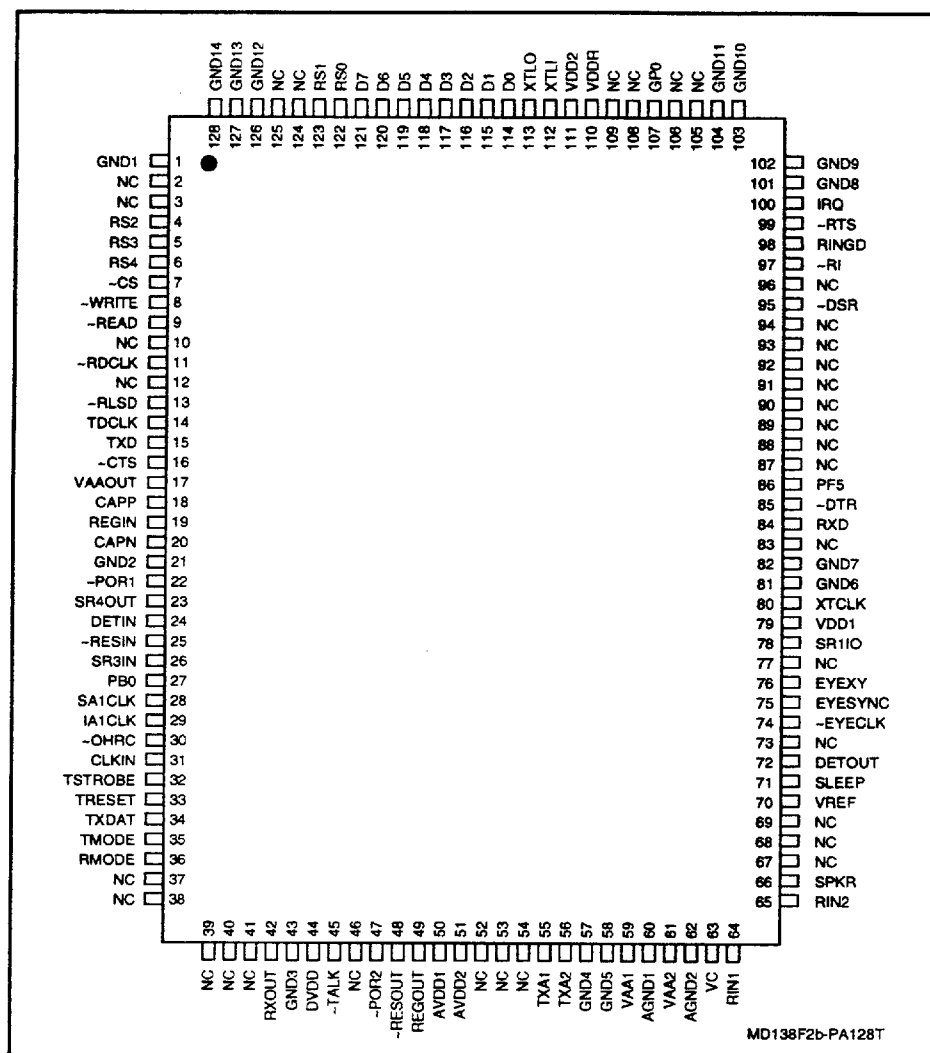 GND14 GND13 GND12 NC NC RS1 RS0 D7 D6 D5 D4 D3 D2 D1 D0 XTLO XTLI VDD2 VDDR NC NC GP0 NC NC GND11 GND10
128 127 126 125 124 123 122 121 120 119 118 117 116 115 114 113 112 111 110 109 108 107 106 105 104 103
GND1 1
NC 2
NC 3
RS2 4
RS3 5
RS4 6
~CS 7
~WRITE 8
~READ 9
NC 10
~RDCLK 11
NC 12
~RLSD 13
TDCLK 14
TXD 15
~CTS 16
VAAOUT 17
CAPP 18
REGIN 19
CAPN 20
GND2 21
~POR1 22
SR4OUT 23
DETIN 24
~RESIN 25
SR3IN 26
PB0 27
SA1CLK 28
IA1CLK 29
~OHRC 30
CLKIN 31
TSTROBE 32
TRESET 33
TXDAT 34
TMODE 35
RMODE 36
NC 37
NC 38
102 GND9
101 GND8
100 IRQ
99 ~RTS
98 RINGD
97 ~RI
96 NC
95 ~DSR
94 NC
93 NC
92 NC
91 NC
90 NC
89 NC
88 NC
87 NC
86 PF5
85 ~DTR
84 RXD
83 NC
82 GND7
81 GND6
80 XTCLK
79 VDD1
78 SR1IO
77 NC
76 EYEXY
75 EYESYNC
74 ~EYECLK
73 NC
72 DETOUT
71 SLEEP
70 VREF
69 NC
68 NC
67 NC
66 SPKR
65 RIN2
39 40 41 42 43 44 45 46 47 48 49 50 51 52 53 54 55 56 57 58 59 60 61 62 63 64
NC NC NC RXOUT GND3 DVDD ~TALK NC ~POR2 ~RESOUT REGOUT AVDD1 AVDD2 NC NC NC TXA1 TXA2 GND4 GND5 VAA1 AGND1 VAA2 AGND2 VC RIN1
MD138F2b-PA128T